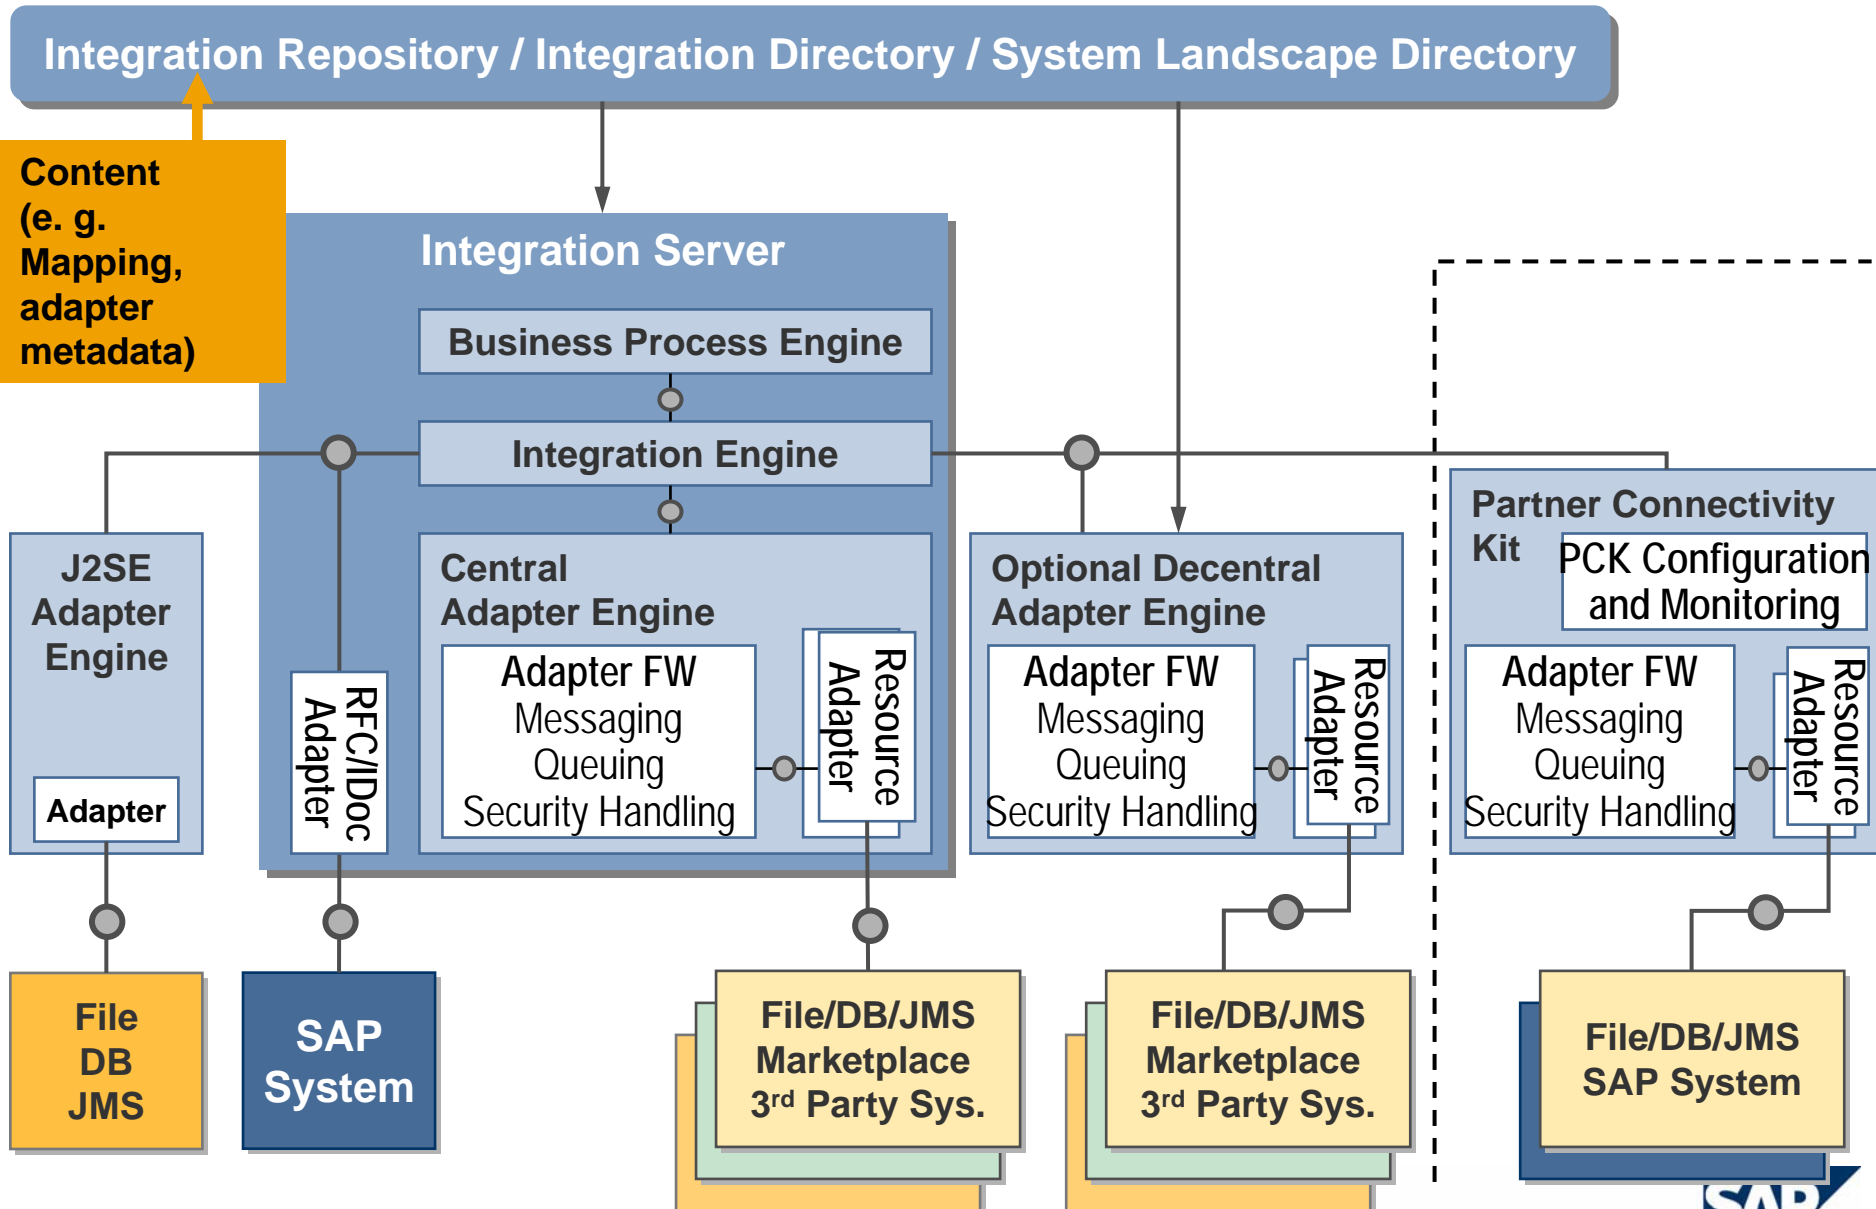 Integration Repository / Integration Directory / System Landscape Directory
Content
(e. g.
Mapping,
adapter
metadata)
Integration Server
Business Process Engine
Integration Engine
J2SE
Adapter
Engine
Adapter
RFC/IDoc
Adapter
Central
Adapter Engine
Adapter FW
Messaging
Queuing
Security Handling
Resource
Adapter
Optional Decentral
Adapter Engine
Adapter FW
Messaging
Queuing
Security Handling
Resource
Adapter
Partner Connectivity
Kit
PCK Configuration
and Monitoring
Adapter FW
Messaging
Queuing
Security Handling
Resource
Adapter
File
DB
JMS
SAP
System
File/DB/JMS
Marketplace
3rd Party Sys.
File/DB/JMS
Marketplace
3rd Party Sys.
File/DB/JMS
SAP System
SAP